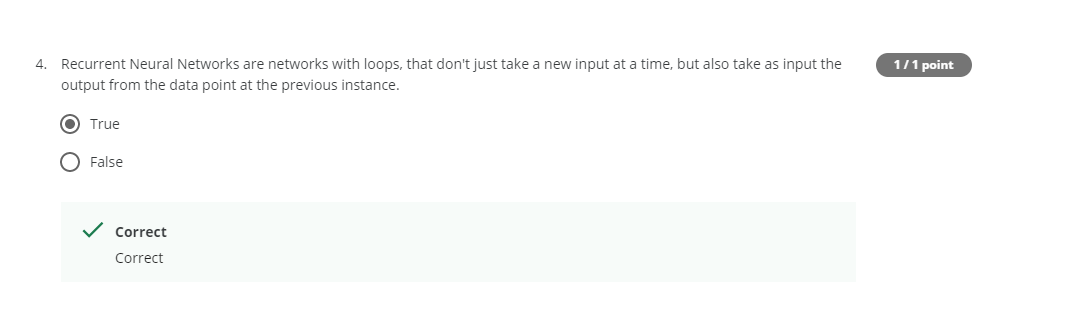 4. Recurrent Neural Networks are networks with loops, that don't just take a new input at a time, but also take as input the
output from the data point at the previous instance.
1 / 1 point
True
False
Correct
Correct